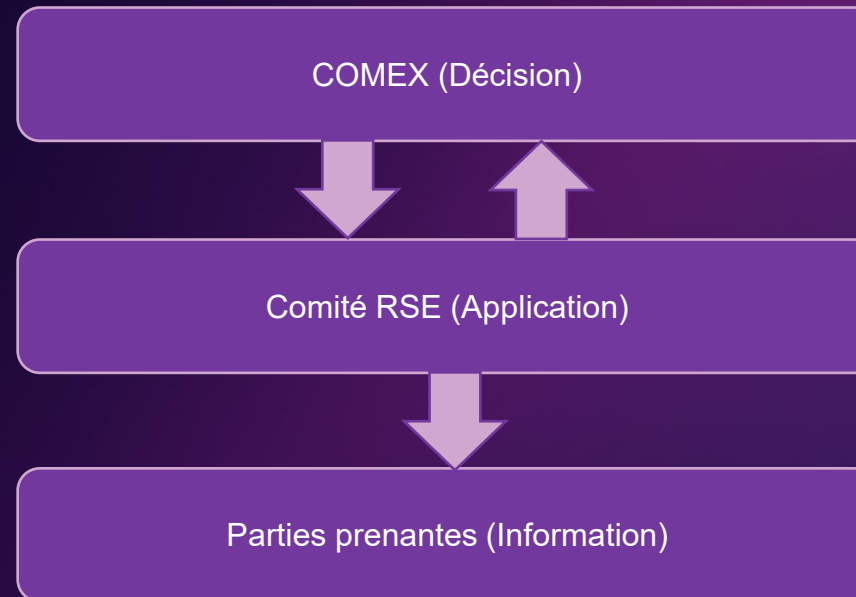 COMEX (Décision)
Comité RSE (Application)
Parties prenantes (Information)